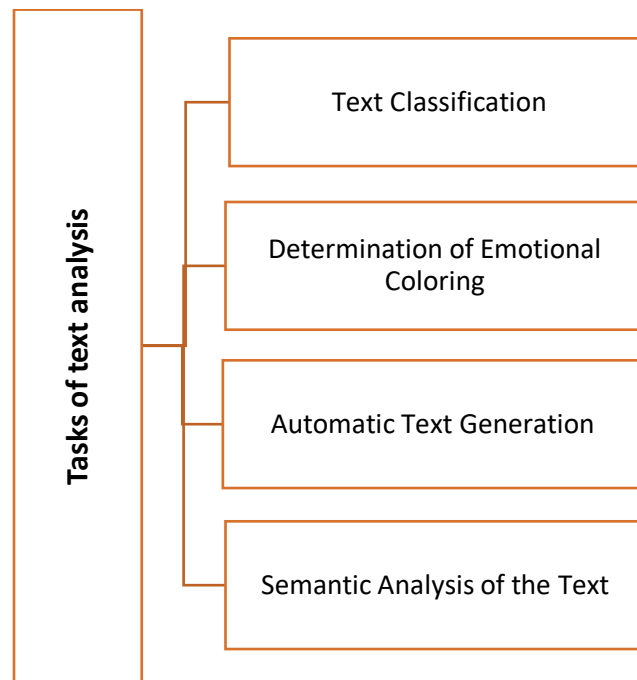 Tasks of text analysis
Text Classification
Determination of Emotional
Coloring
Automatic Text Generation
Semantic Analysis of the Text